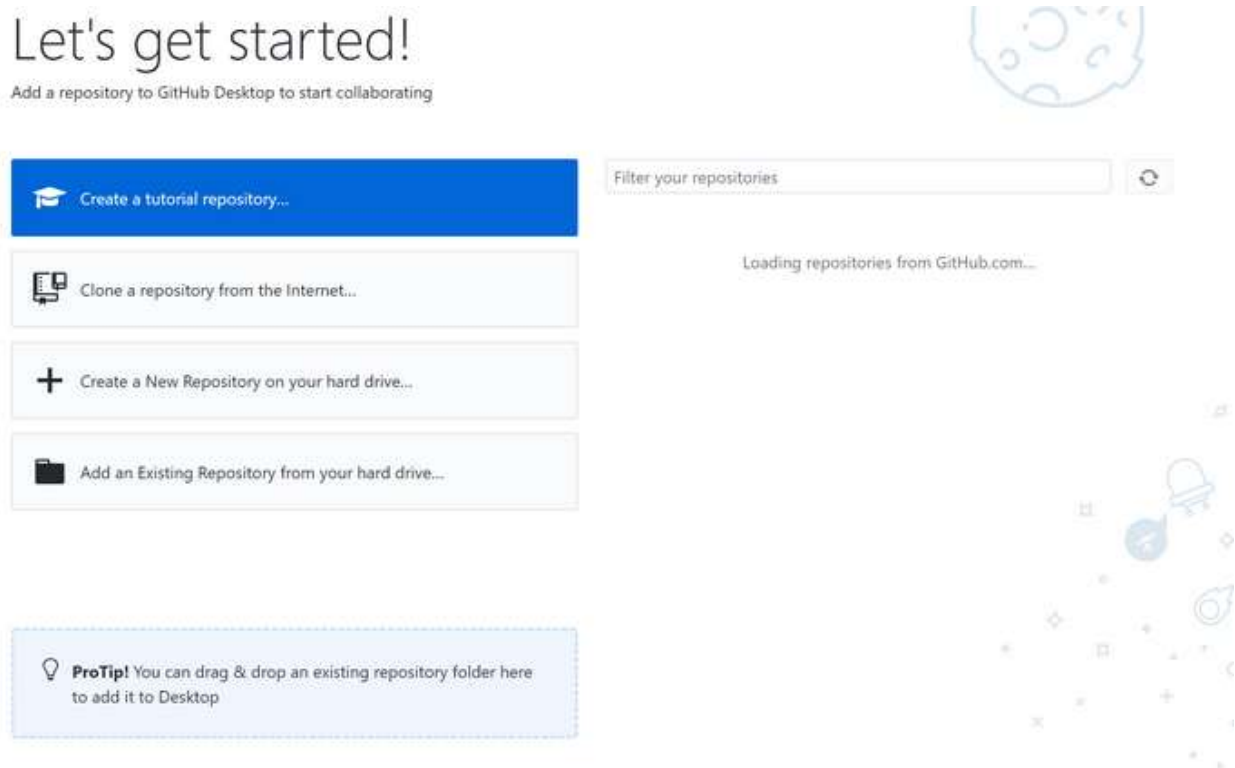 Let's get started!
Add a repository to GitHub Desktop to start collaborating
Create a tutorial repository...
Clone a repository from the Internet...
Create a New Repository on your hard drive...
Add an Existing Repository from your hard drive...
ProTip! You can drag & drop an existing repository folder here
to add it to Desktop
Filter your repositories
Loading repositories from GitHub.com...